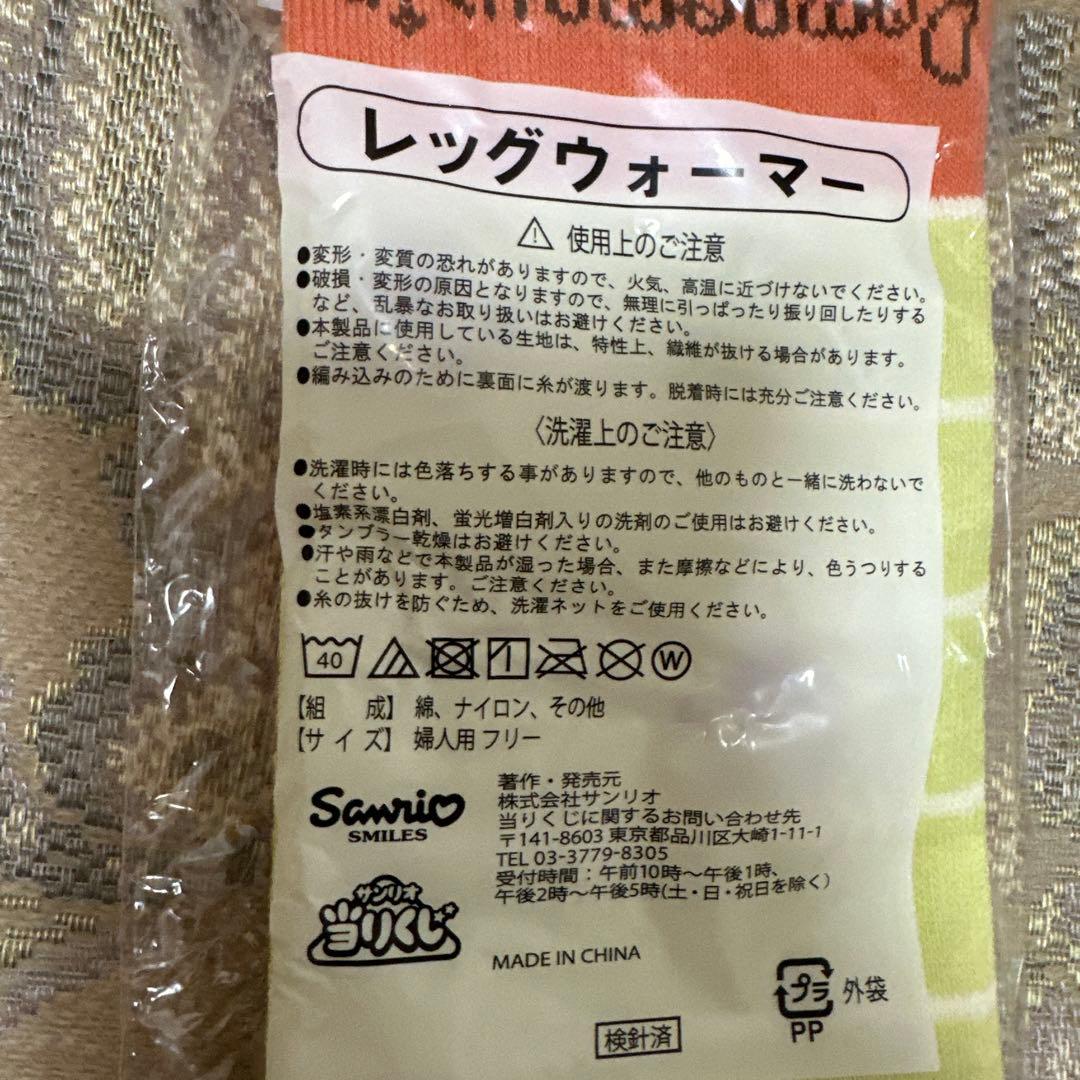 Pompompurin
レッグウォーマー
使用上のご注意
●変形・変質の恐れがありますので、火気、高温に近づけないでください。
●破損・変形の原因となりますので、無理に引っぱったり振り回したりする
など、乱暴なお取り扱いはお避けください。
●本製品に使用している生地は、特性上、繊維が抜ける場合があります。
ご注意ください。
●編み込みのために裏面に糸が渡ります。脱着時には充分ご注意ください。
〈洗濯上のご注意〉
●洗濯時には色落ちする事がありますので、他のものと一緒に洗わないで
ください。
●塩素系漂白剤、蛍光増白剤入りの洗剤のご使用はお避けください。
●タンブラー乾燥はお避けください。
●汗や雨などで本製品が湿った場合、また摩擦などにより、色うつりする
ことがあります。ご注意ください。
●糸の抜けを防ぐため、洗濯ネットをご使用ください。
40 W
【組 成】 綿、ナイロン、その他
【サイズ】 婦人用フリー
Sanrio
SMILES
サンリオ
当りくじ
著作・発売元
株式会社サンリオ
当りくじに関するお問い合わせ先
〒141-8603 東京都品川区大崎1-11-1
TEL 03-3779-8305
受付時間：午前10時～午後1時、
午後2時～午後5時(土・日・祝日を除く)
MADE IN CHINA
プラ 外袋
PP
検針済